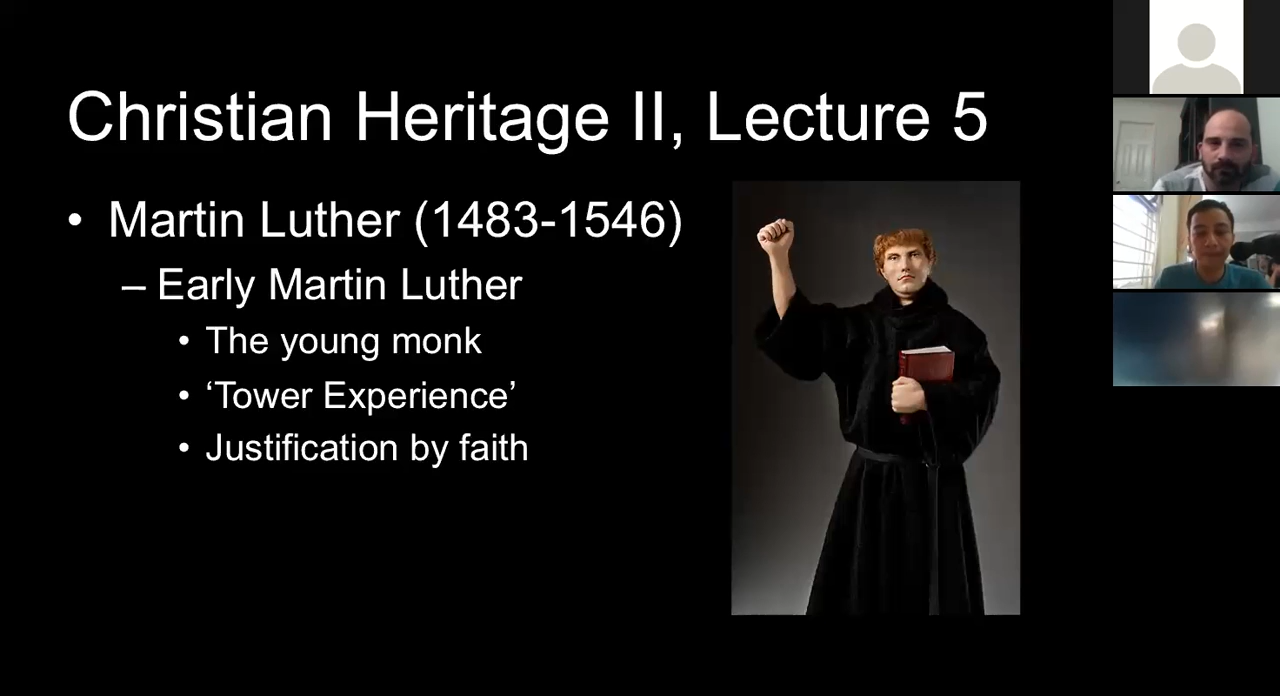 Christian Heritage II, Lecture 5
• Martin Luther (1483-1546)
– Early Martin Luther
• The young monk
• ‘Tower Experience’
• Justification by faith